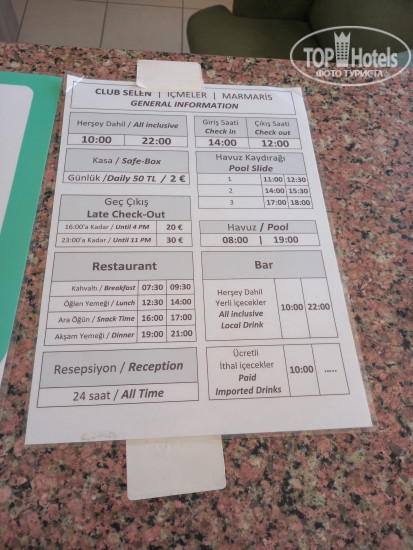 TOP Hotels
ФОТО ТУРИСТА
CLUB SELEN | İÇMELER | MARMARIS
GENERAL INFORMATION
Herşey Dahil / All inclusive
10:00 22:00
Giriş Saati Çıkış Saati
Check in Check out
14:00 12:00
Kasa / Safe-Box
Günlük /Daily 50 TL / 2 €
Havuz Kaydırağı
Pool Slide
1 11:00 12:30
2. 14:00 15:30
3 17:00 18:00
Geç Çıkış
Late Check-Out
16:00'a Kadar / Until 4 PM 20 €
23:00'a Kadar / Until 11 PM 30 €
Havuz / Pool
08:00 | 19:00
Restaurant
Kahvaltı / Breakfast 07:30 09:30
Öğlen Yemeği / Lunch 12:30 14:00
Ara Öğün / Snack Time 16:00 17:00
Akşam Yemeği / Dinner 19:00 21:00
Bar
Herşey Dahil
Yerli içecekler
All inclusive
Local Drink
10:00 22:00
Ücretli
İthal içecekler
Paid
Imported Drinks
10:00 .....
Resepsiyon / Reception
24 saat / All Time